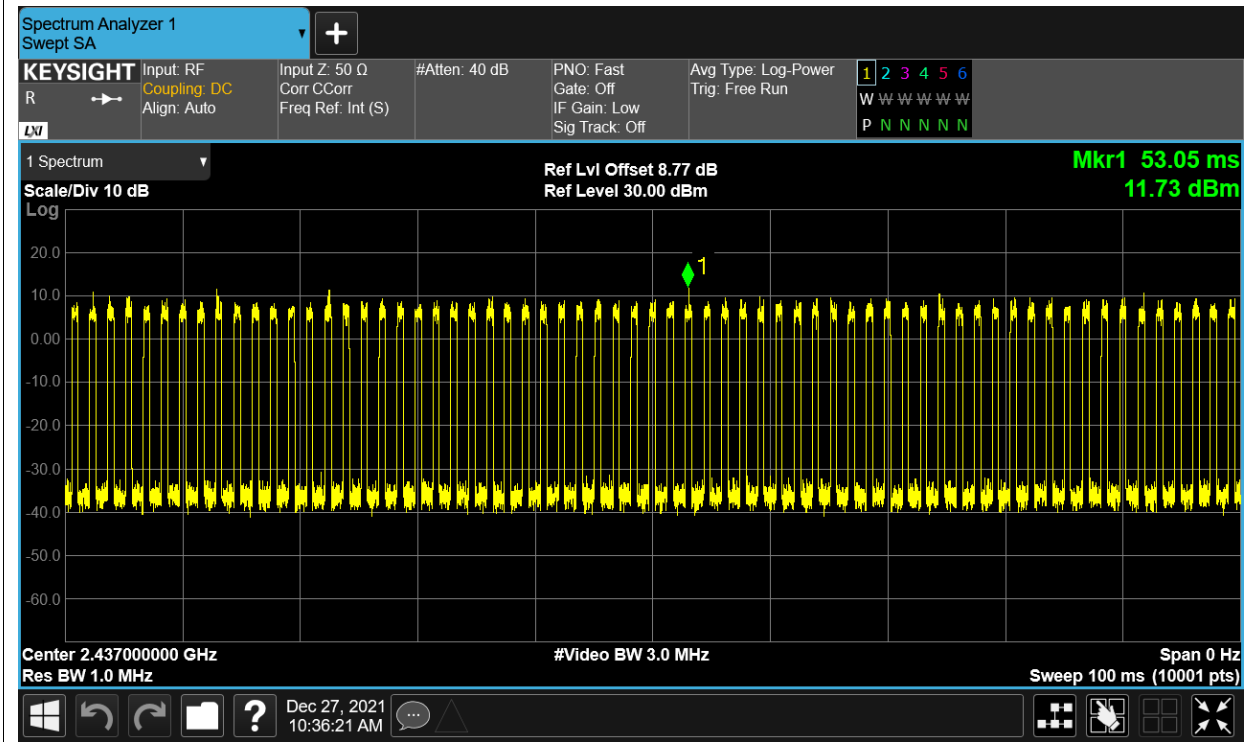 Spectrum Analyzer 1
Swept SA
+
KEYSIGHT
R
LXI
Input: RF
Coupling: DC
Align: Auto
Input Z: 50 Ω
Corr CCorr
Freq Ref: Int (S)
#Atten: 40 dB
PNO: Fast
Gate: Off
IF Gain: Low
Sig Track: Off
Avg Type: Log-Power
Trig: Free Run
1 2 3 4 5 6
W W W W W W
P N N N N N
1 Spectrum
Scale/Div 10 dB
Log
Ref Lvl Offset 8.77 dB
Ref Level 30.00 dBm
Mkr1 53.05 ms
11.73 dBm
1
20.0
10.0
0.00
-10.0
-20.0
-30.0
-40.0
-50.0
-60.0
Center 2.437000000 GHz
Res BW 1.0 MHz
#Video BW 3.0 MHz
Span 0 Hz
Sweep 100 ms (10001 pts)
?
Dec 27, 2021
10:36:21 AM